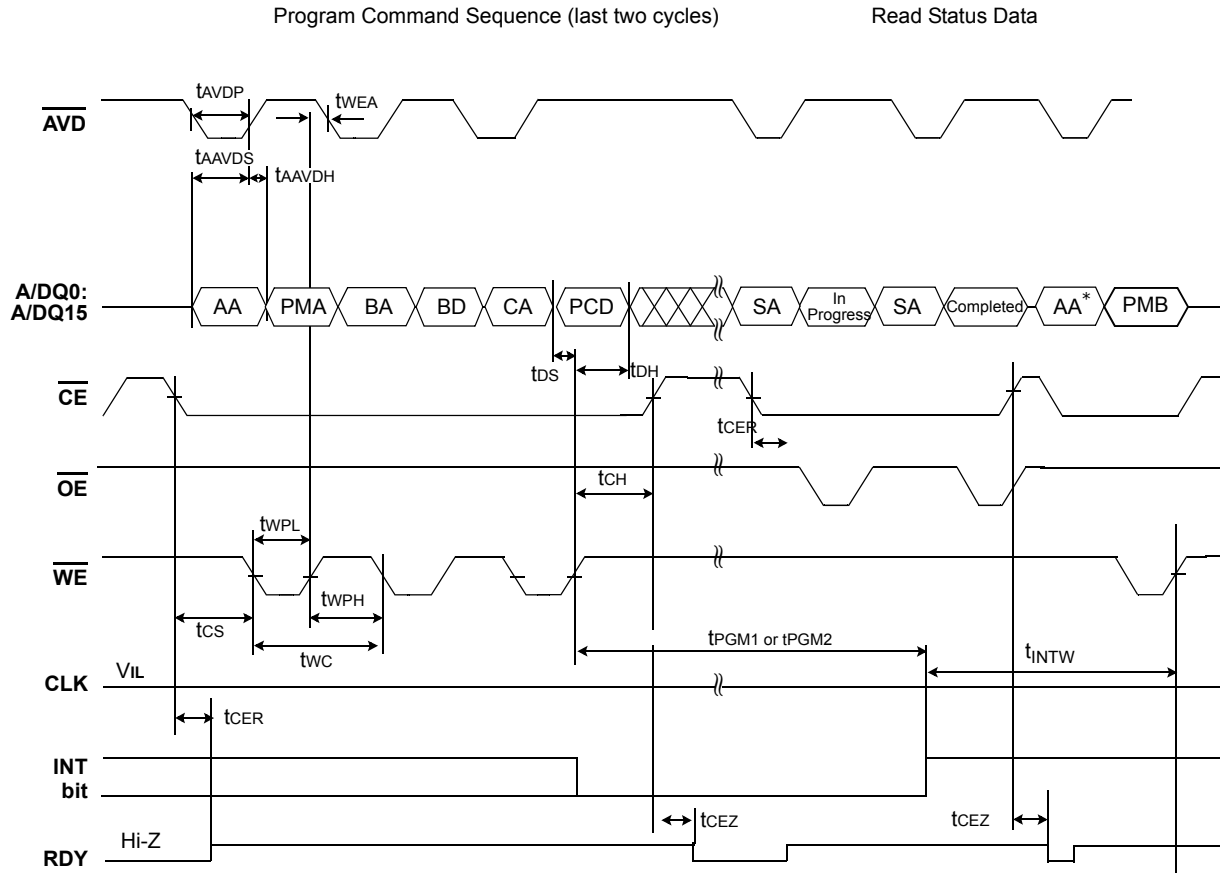 Program Command Sequence (last two cycles) Read Status Data
tAVDP
tWEA
AVD
tAAVDS
tAAVDH
A/DQ0:
A/DQ15
AA PMA BA BD CA PCD SA In Progress SA Completed AA* PMB
tDS
tDH
CE
tCER
OE
tCH
tWPL
WE
tWPH
tCS
tWC
tPGM1 or tPGM2
tINTW
CLK
VIL
tCER
INT
bit
tCEZ
tCEZ
Hi-Z
RDY